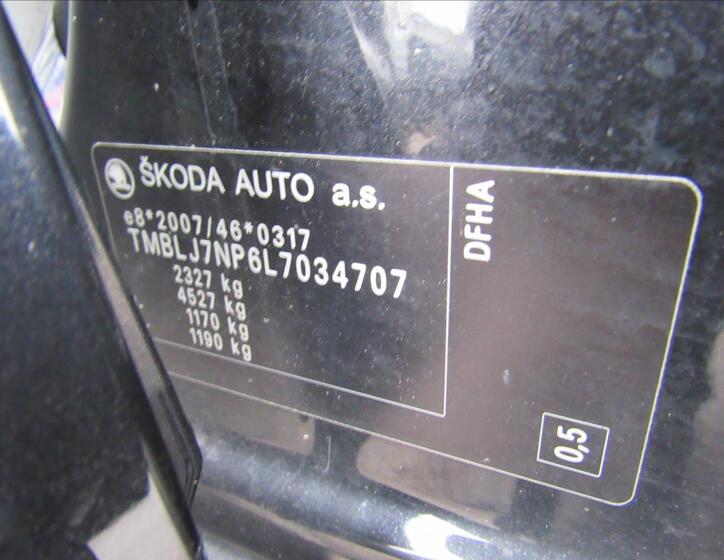 ŠKODA AUTO a.s.
e8*2007/46*0317
TMBLJ7NP6L7034707
2327 kg
4527 kg
1170 kg
1190 kg
DFHA
0,5